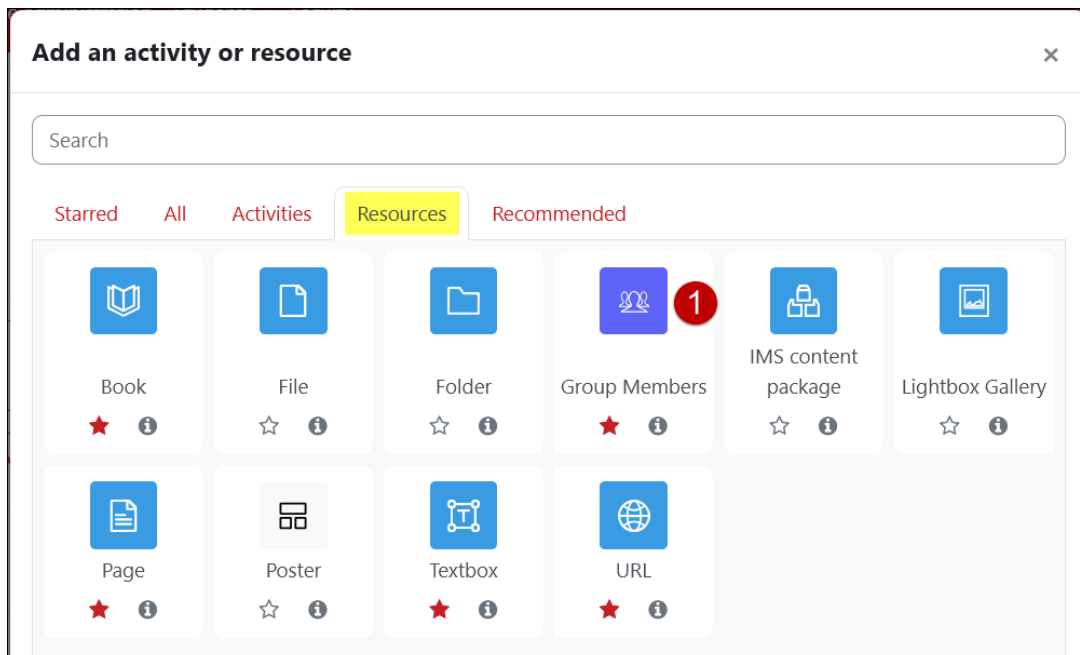 Add an activity or resource
×
Search
Starred All Activities Resources Recommended
1
IMS content
Book File Folder Group Members package Lightbox Gallery
Page Poster Textbox URL